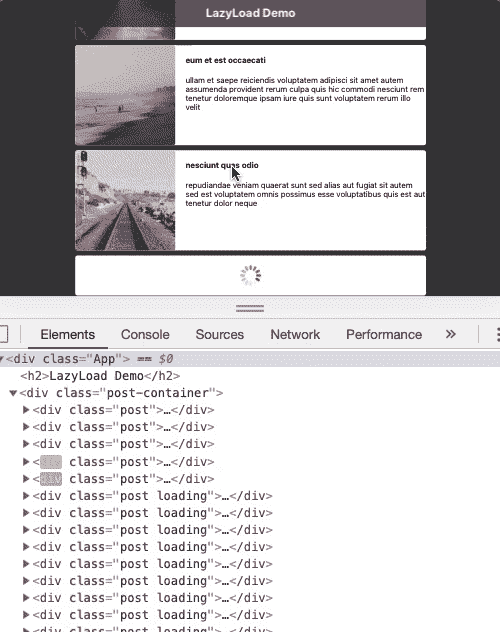 LazyLoad Demo
eum et est occaecati
ullam et saepe reiciendis voluptatem adipisci sit amet autem
assumenda provident rerum culpa quis hic commodi nesciunt rem
tenetur doloremque ipsam iure quis sunt voluptatem rerum illo
velit
nesciunt quas odio
repudiandae veniam quaerat sunt sed alias aut fugiat sit autem
sed est voluptatem omnis possimus esse voluptatibus quis est aut
tenetur dolor neque
Elements Console Sources Network Performance »
▼<div class="App"> == $0
<h2>LazyLoad Demo</h2>
▼<div class="post-container">
▶<div class="post">…</div>
▶<div class="post">…</div>
▶<div class="post">…</div>
▶<div class="post">…</div>
▶<div class="post">…</div>
▶<div class="post loading">…</div>
▶<div class="post loading">…</div>
▶<div class="post loading">…</div>
▶<div class="post loading">…</div>
▶<div class="post loading">…</div>
▶<div class="post loading">…</div>
▶<div class="post loading">…</div>
▶<div class="post loading">…</div>
▶<div class="post loading">…</div>